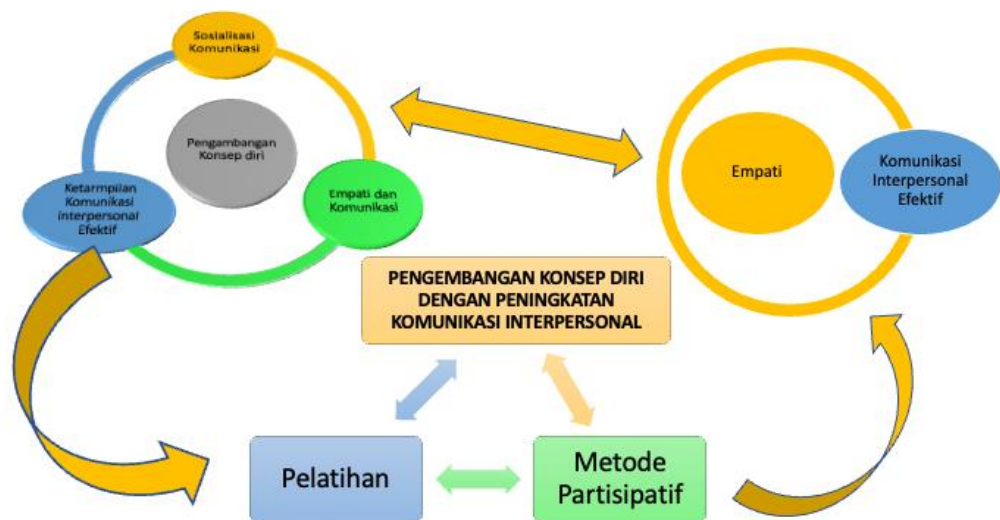 Sosialisasi
Komunikasi
Pengambangan
Konsep diri
Ketarmpilan
Komunikasi
interpersonal
Efektif
Empati dan
Komunikasi
Empati
Komunikasi
Interpersonal
Efektif
PENGEMBANGAN KONSEP DIRI
DENGAN PENINGKATAN
KOMUNIKASI INTERPERSONAL
Pelatihan
Metode
Partisipatif